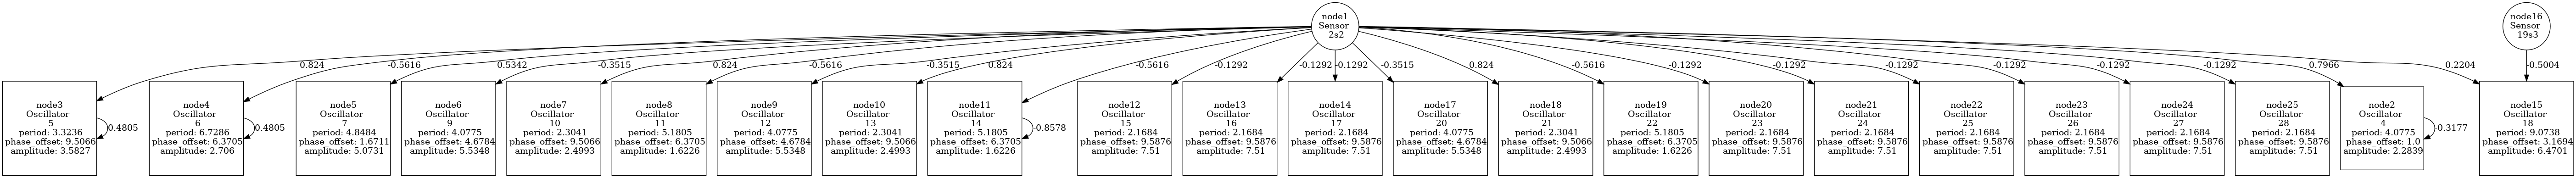 node1
Sensor
2s2
node16
Sensor
19s3
0.824
-0.5616
0.5342
-0.3515
0.824
-0.5616
-0.3515
0.824
-0.5616
-0.1292
-0.1292
-0.1292
-0.3515
0.824
-0.5616
-0.1292
-0.1292
-0.1292
-0.1292
-0.1292
-0.1292
0.7966
0.2204
-0.5004
node3
Oscillator
5
period: 3.3236
phase_offset: 9.5066
amplitude: 3.5827
0.4805
node4
Oscillator
6
period: 6.7286
phase_offset: 6.3705
amplitude: 2.706
0.4805
node5
Oscillator
7
period: 4.8484
phase_offset: 1.6711
amplitude: 5.0731
node6
Oscillator
9
period: 4.0775
phase_offset: 4.6784
amplitude: 5.5348
node7
Oscillator
10
period: 2.3041
phase_offset: 9.5066
amplitude: 2.4993
node8
Oscillator
11
period: 5.1805
phase_offset: 6.3705
amplitude: 1.6226
node9
Oscillator
12
period: 4.0775
phase_offset: 4.6784
amplitude: 5.5348
node10
Oscillator
13
period: 2.3041
phase_offset: 9.5066
amplitude: 2.4993
node11
Oscillator
14
period: 5.1805
phase_offset: 6.3705
amplitude: 1.6226
-0.8578
node12
Oscillator
15
period: 2.1684
phase_offset: 9.5876
amplitude: 7.51
node13
Oscillator
16
period: 2.1684
phase_offset: 9.5876
amplitude: 7.51
node14
Oscillator
17
period: 2.1684
phase_offset: 9.5876
amplitude: 7.51
node17
Oscillator
20
period: 4.0775
phase_offset: 4.6784
amplitude: 5.5348
node18
Oscillator
21
period: 2.3041
phase_offset: 9.5066
amplitude: 2.4993
node19
Oscillator
22
period: 5.1805
phase_offset: 6.3705
amplitude: 1.6226
node20
Oscillator
23
period: 2.1684
phase_offset: 9.5876
amplitude: 7.51
node21
Oscillator
24
period: 2.1684
phase_offset: 9.5876
amplitude: 7.51
node22
Oscillator
25
period: 2.1684
phase_offset: 9.5876
amplitude: 7.51
node23
Oscillator
26
period: 2.1684
phase_offset: 9.5876
amplitude: 7.51
node24
Oscillator
27
period: 2.1684
phase_offset: 9.5876
amplitude: 7.51
node25
Oscillator
28
period: 2.1684
phase_offset: 9.5876
amplitude: 7.51
node2
Oscillator
4
period: 4.0775
phase_offset: 1.0
amplitude: 2.2839
-0.3177
node15
Oscillator
18
period: 9.0738
phase_offset: 3.1694
amplitude: 6.4701